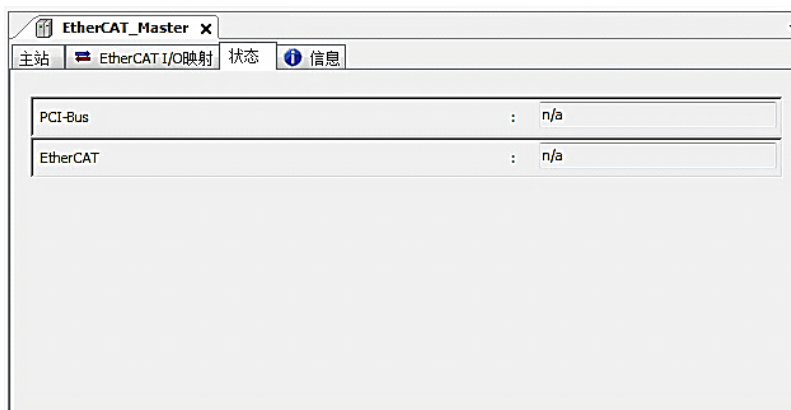 EtherCAT_Master
主站 EtherCAT I/O映射 状态 信息
PCI-Bus : n/a
EtherCAT : n/a